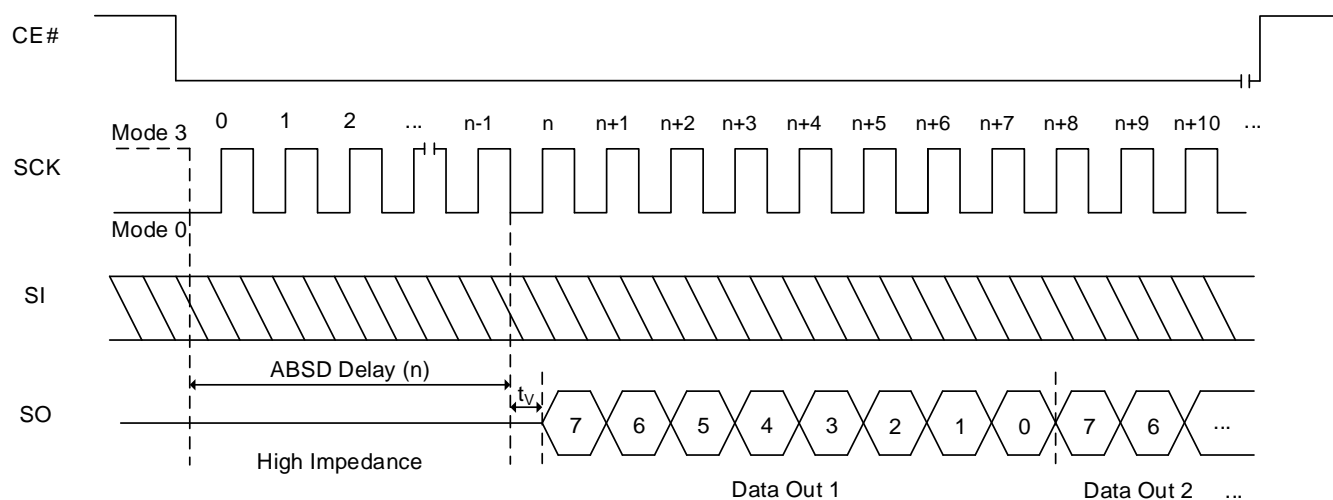 CE#
Mode 3
0 1 2 ... n-1 n n+1 n+2 n+3 n+4 n+5 n+6 n+7 n+8 n+9 n+10 ...
SCK
Mode 0
SI
ABSD Delay (n)
tV
SO
7 6 5 4 3 2 1 0 7 6 ...
High Impedance
Data Out 1 Data Out 2 ...